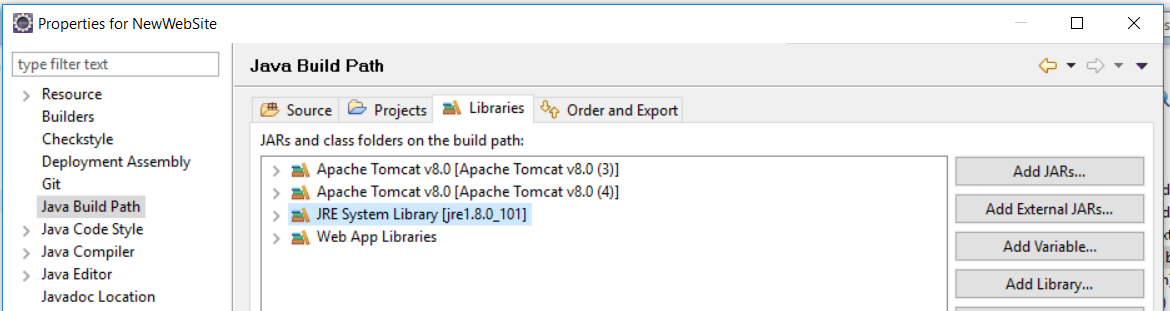 Properties for NewWebSite
type filter text
Resource
Builders
Checkstyle
Deployment Assembly
Git
Java Build Path
Java Code Style
Java Compiler
Java Editor
Javadoc Location
Java Build Path
Source Projects Libraries Order and Export
JARs and class folders on the build path:
Apache Tomcat v8.0 [Apache Tomcat v8.0 (3)]
Apache Tomcat v8.0 [Apache Tomcat v8.0 (4)]
JRE System Library [jre1.8.0_101]
Web App Libraries
Add JARs...
Add External JARs...
Add Variable...
Add Library...